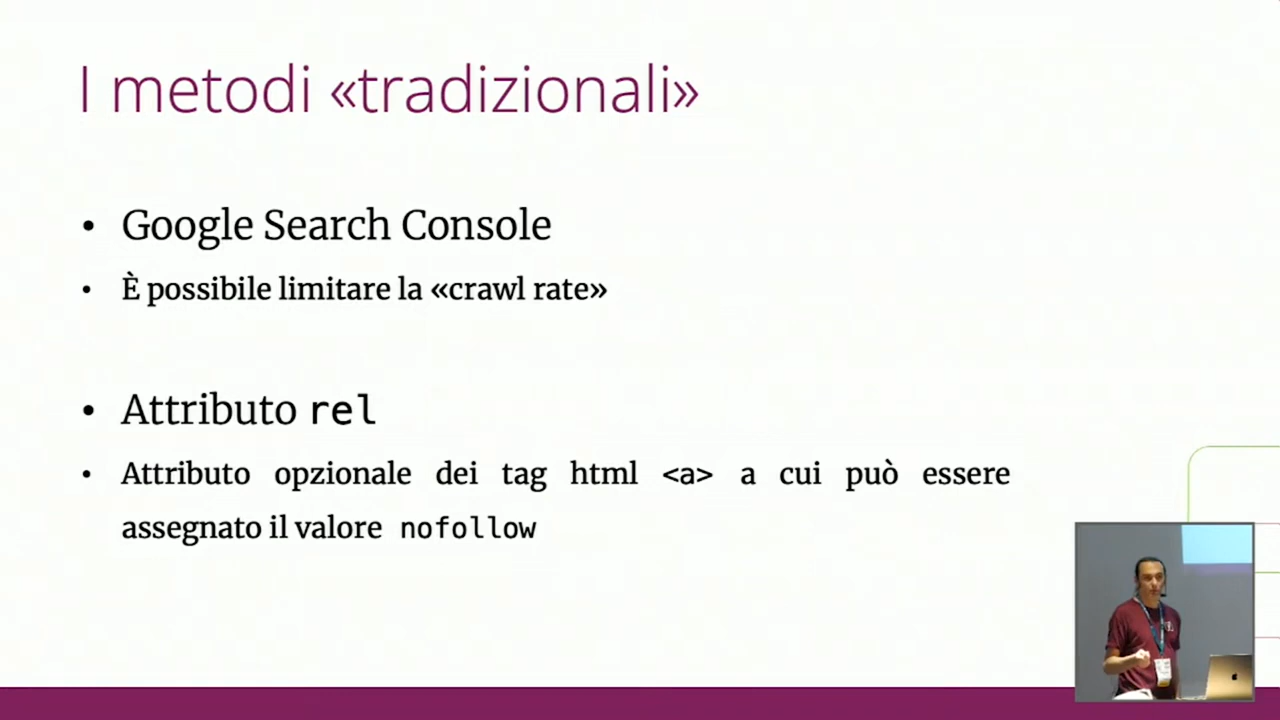 I metodi «tradizionali»
• Google Search Console
• È possibile limitare la «crawl rate»
• Attributo rel
• Attributo opzionale dei tag html <a> a cui può essere
assegnato il valore nofollow